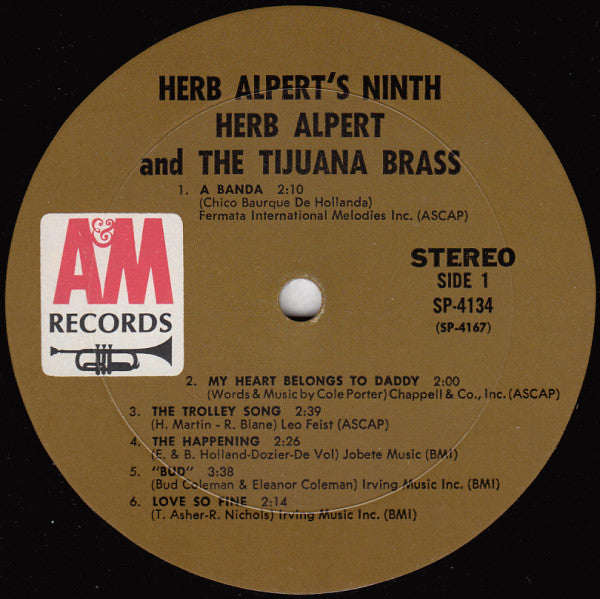 HERB ALPERT'S NINTH
HERB ALPERT
and THE TIJUANA BRASS
1. A BANDA 2:10
(Chico Baurque De Hollanda)
Fermata International Melodies Inc. (ASCAP)
A&M
RECORDS
STEREO
SIDE 1
SP-4134
(SP-4167)
2. MY HEART BELONGS TO DADDY 2:00
(Words & Music by Cole Porter) Chappell & Co., Inc. (ASCAP)
3. THE TROLLEY SONG 2:39
(H. Martin - R. Blane) Leo Feist (ASCAP)
4. THE HAPPENING 2:26
(E. & B. Holland-Dozier-De Vol) Jobete Music (BMI)
5. "BUD" 3:38
(Bud Coleman & Eleanor Coleman) Irving Music Inc. (BMI)
6. LOVE SO FINE 2:14
(T. Asher-R. Nichols) Irving Music Inc. (BMI)